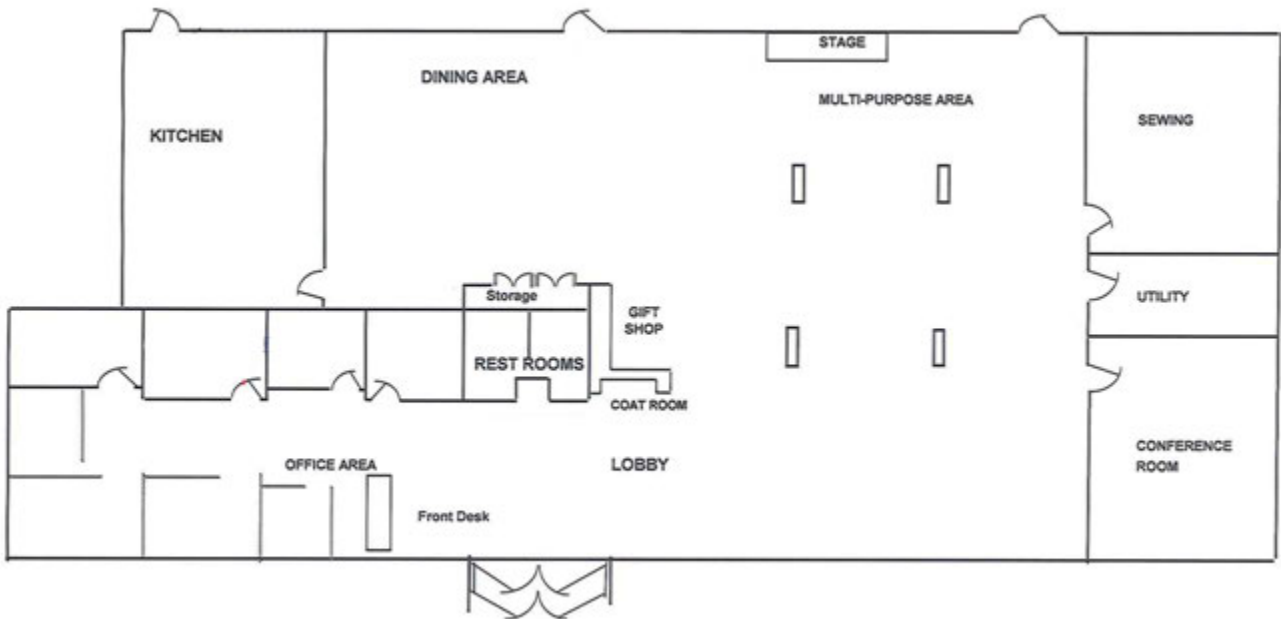 STAGE
DINING AREA
MULTI-PURPOSE AREA
KITCHEN
SEWING
Storage
UTILITY
GIFT
SHOP
REST ROOMS
COAT ROOM
CONFERENCE
ROOM
OFFICE AREA
LOBBY
Front Desk